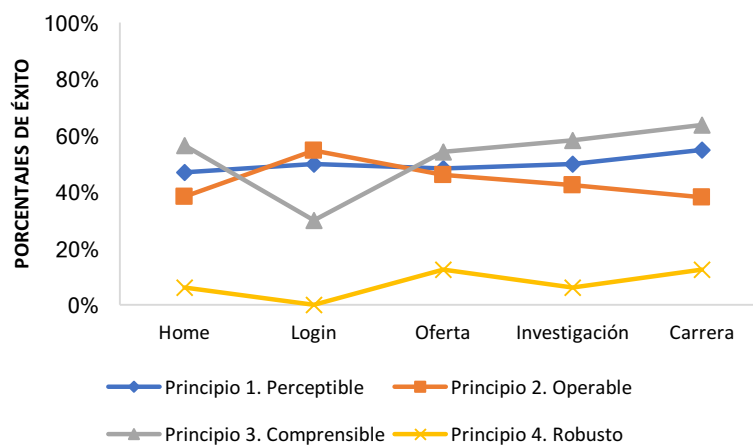 PORCENTAJES DE ÉXITO
100%
80%
60%
40%
20%
0%
Home Login Oferta Investigación Carrera
Principio 1. Perceptible Principio 2. Operable
Principio 3. Comprensible Principio 4. Robusto